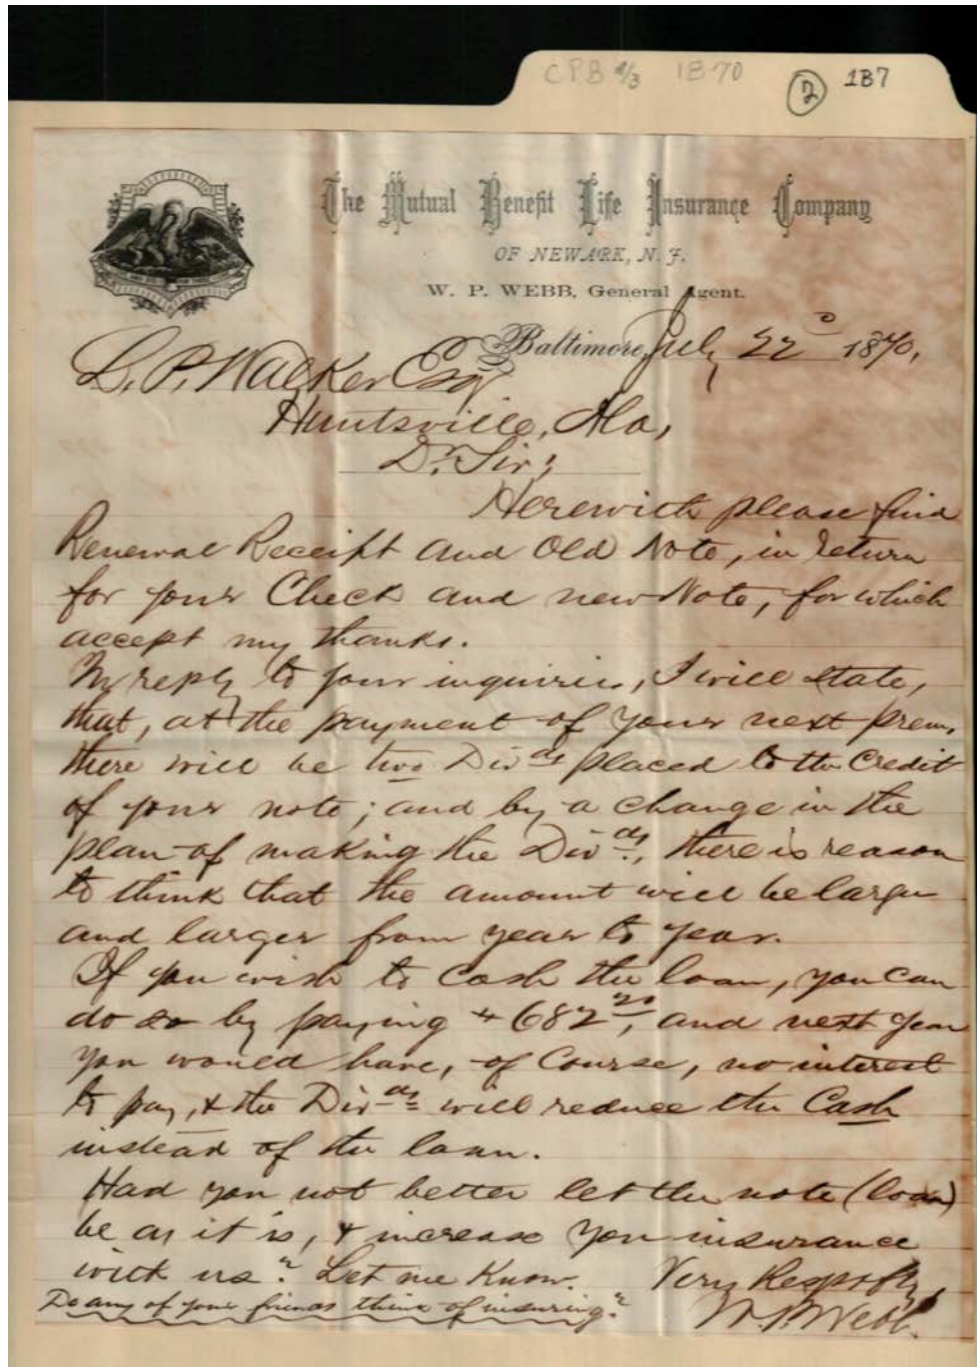 CPB 2/3 1870 2 1B7
The Mutual Benefit Life Insurance Company
OF NEWARK, N. J.
W. P. WEBB, General Agent.
Baltimore, July 22d 1870.
L. P. Walker Esq
Huntsville, Ala,
Dr. Sir;
Herewith please find
Renewal Receipt and Old Note, in return
for your Check and new Note, for which
accept my thanks.
In reply to your inquiries, I will state,
that, at the payment of your next prem,
there will be two Divds placed to the Credit
of your note; and by a change in the
plan of making the Divds, there is reason
to think that the amount will be larger
and larger from year to year.
If you wish to cash the loan, you can
do so by paying $682 20, and next year
you would have, of Course, no interest
to pay, & the Divds will reduce the Cash
instead of the loan.
Had you not better let the note (loan)
be as it is, & increase your insurance
with us? Let me know. Very Respctfly,
Do any of your friends think of insuring? W. P. Webb.